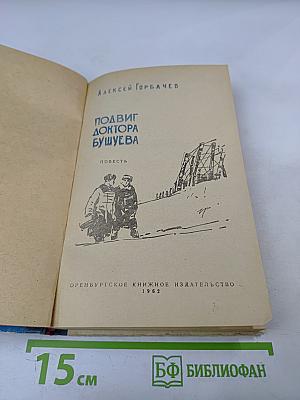 Алексей Горбачев
ПОДВИГ
ДОКТОРА
БУШУЕВА
ПОВЕСТЬ
ОРЕНБУРГСКОЕ КНИЖНОЕ ИЗДАТЕЛЬСТВО
1962
15 см
БФ БИБЛИОФАН